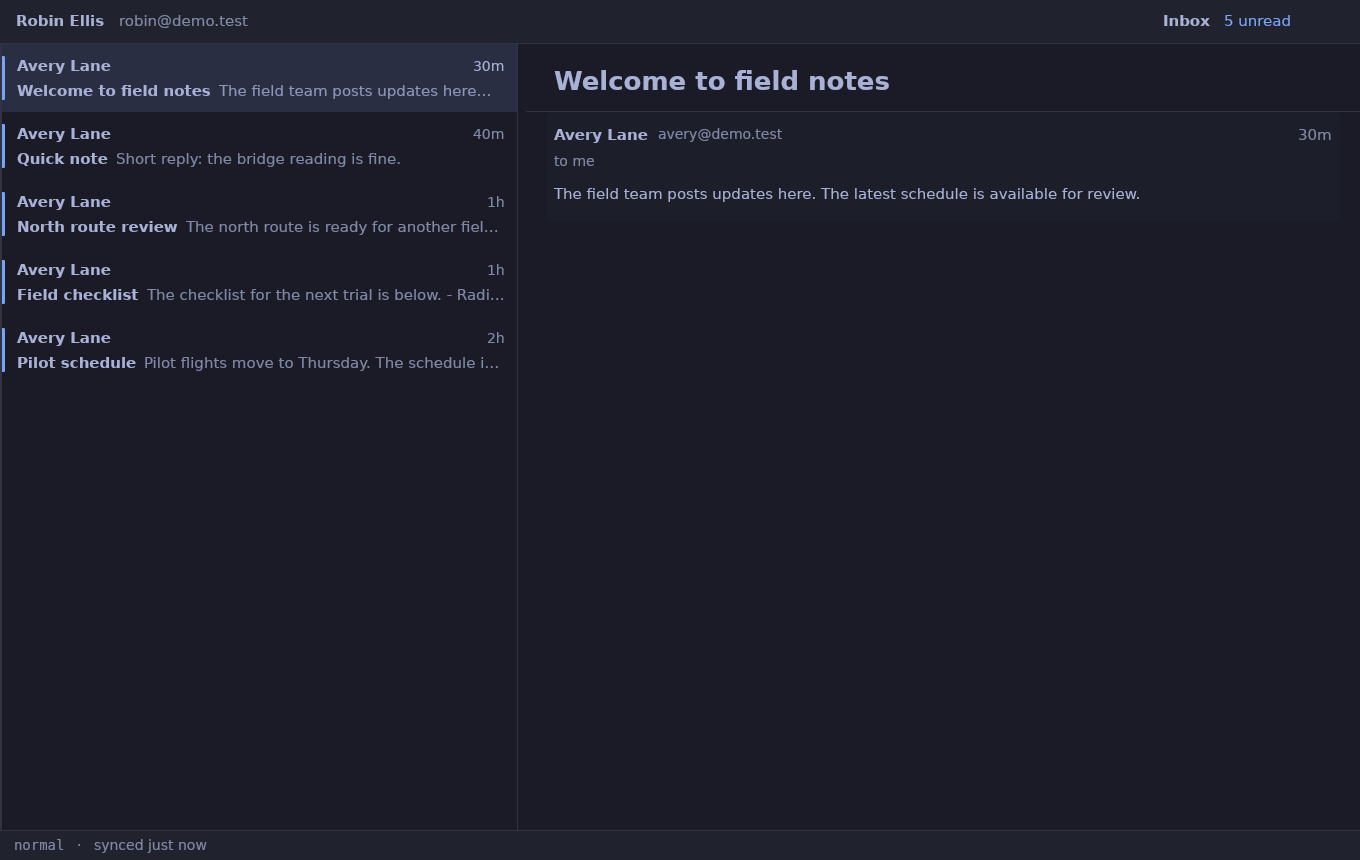 Robin Ellis robin@demo.test Inbox 5 unread
Avery Lane 30m
Welcome to field notes The field team posts updates here…
Avery Lane 40m
Quick note Short reply: the bridge reading is fine.
Avery Lane 1h
North route review The north route is ready for another fiel…
Avery Lane 1h
Field checklist The checklist for the next trial is below. - Radi…
Avery Lane 2h
Pilot schedule Pilot flights move to Thursday. The schedule i…
Welcome to field notes
Avery Lane avery@demo.test 30m
to me
The field team posts updates here. The latest schedule is available for review.
normal · synced just now